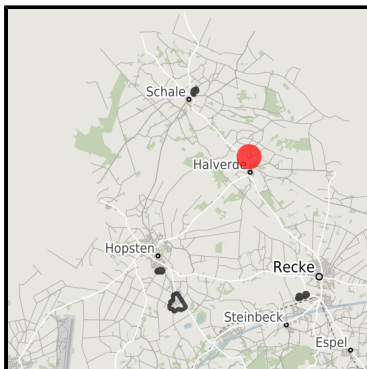 Schale
Halverde
Hopsten
Recke
Steinbeck
Espel